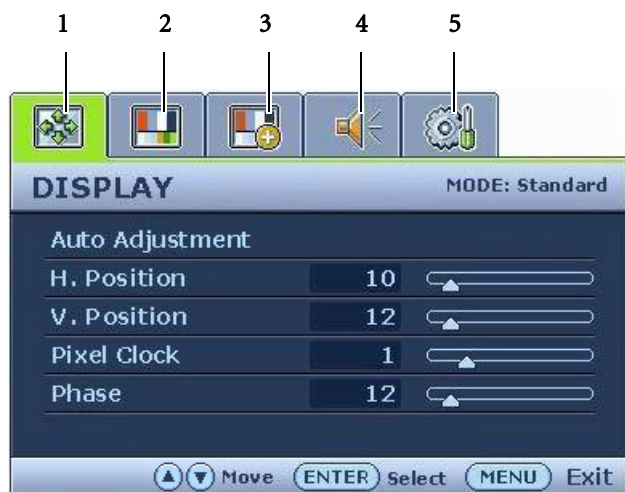 1 2 3 4 5
DISPLAY MODE: Standard
Auto Adjustment
H. Position 10
V. Position 12
Pixel Clock 1
Phase 12
Move ENTER Select MENU Exit